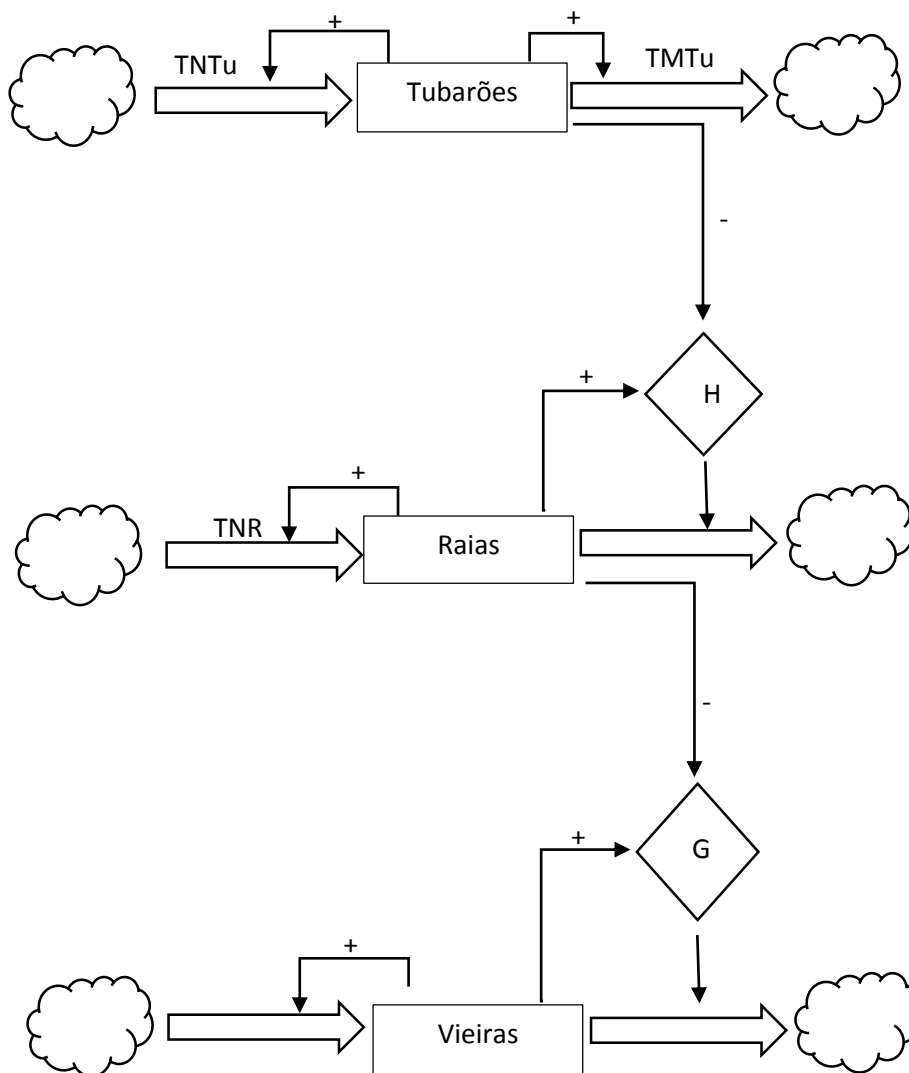 +
+
TNTu
TMTu
Tubarões
-
+
H
+
TNR
Raias
-
+
G
+
Vieiras